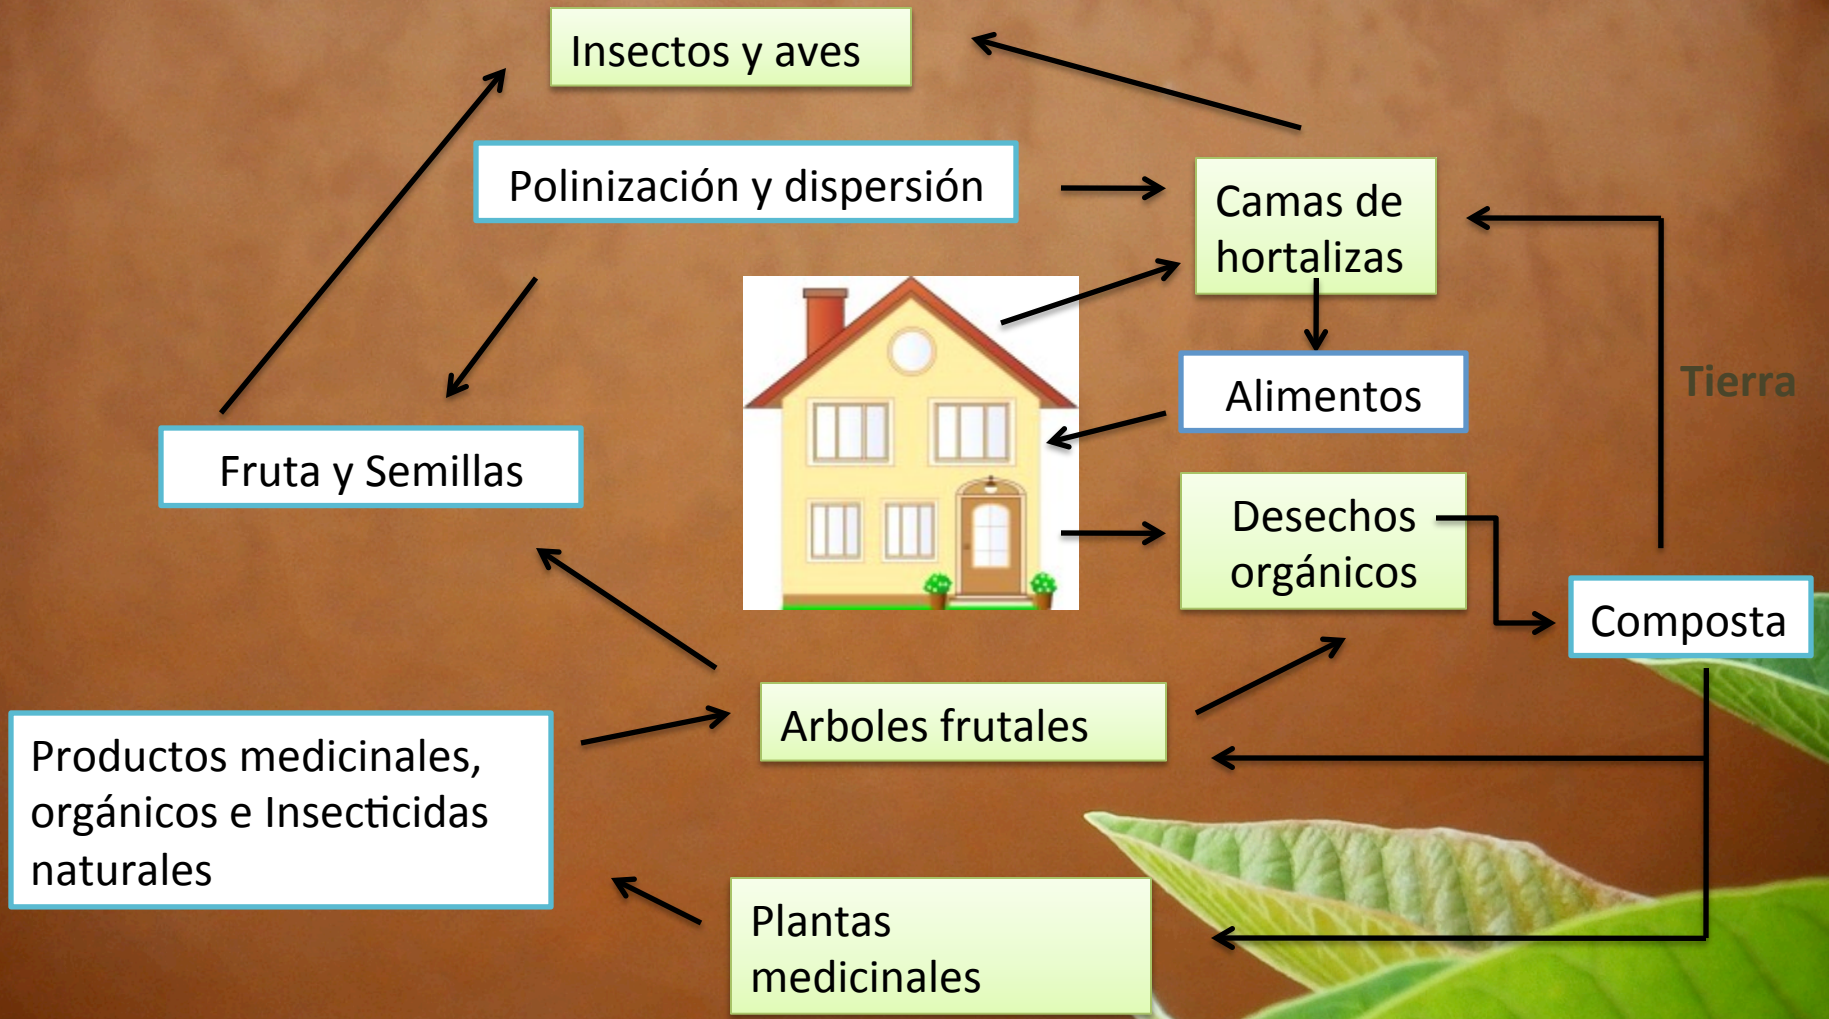 Insectos y aves
Polinización y dispersión
Camas de
hortalizas
Alimentos
Tierra
Fruta y Semillas
Desechos
orgánicos
Composta
Arboles frutales
Productos medicinales,
orgánicos e Insecticidas
naturales
Plantas
medicinales